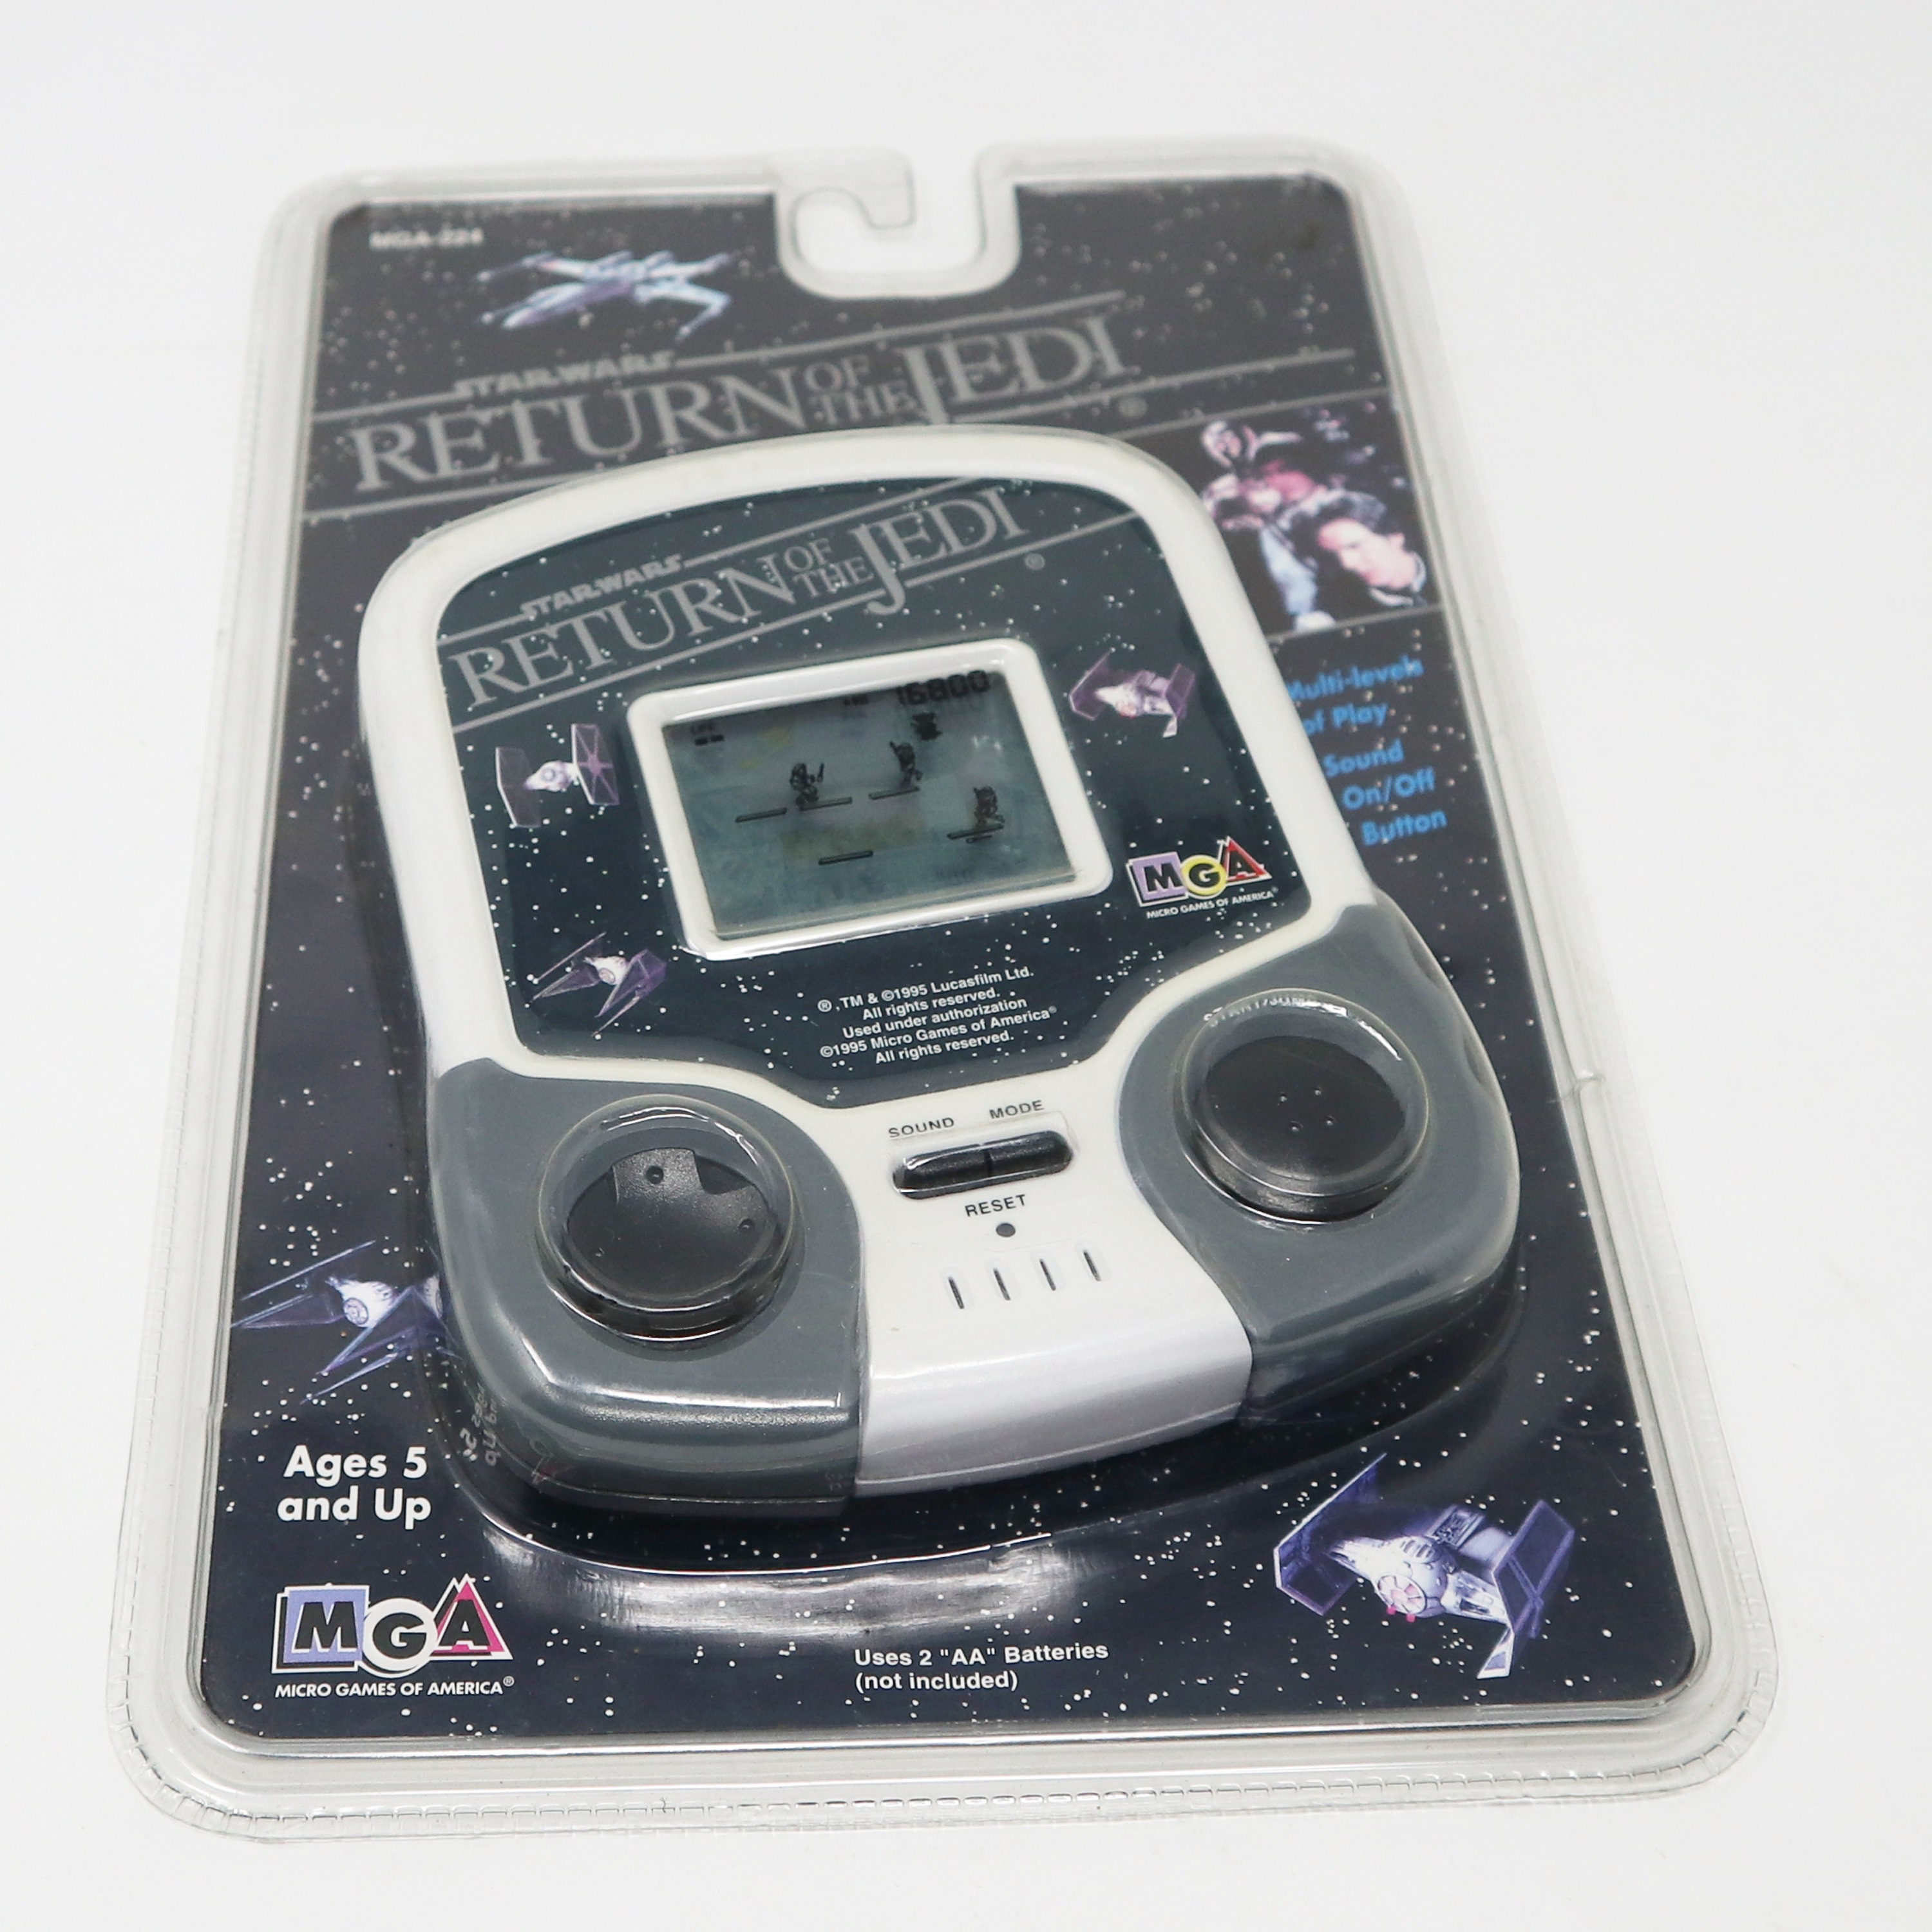 MGA-224
STAR WARS
RETURN OF THE JEDI
®
STAR WARS
RETURN OF THE JEDI
®
LIFE
16800
Multi-levels
of Play
Sound
On/Off
Button
MGA
MICRO GAMES OF AMERICA®
®, TM & ©1995 Lucasfilm Ltd.
All rights reserved.
Used under authorization
©1995 Micro Games of America®
All rights reserved.
SOUND MODE
RESET
Ages 5
and Up
MGA
MICRO GAMES OF AMERICA®
Uses 2 "AA" Batteries
(not included)